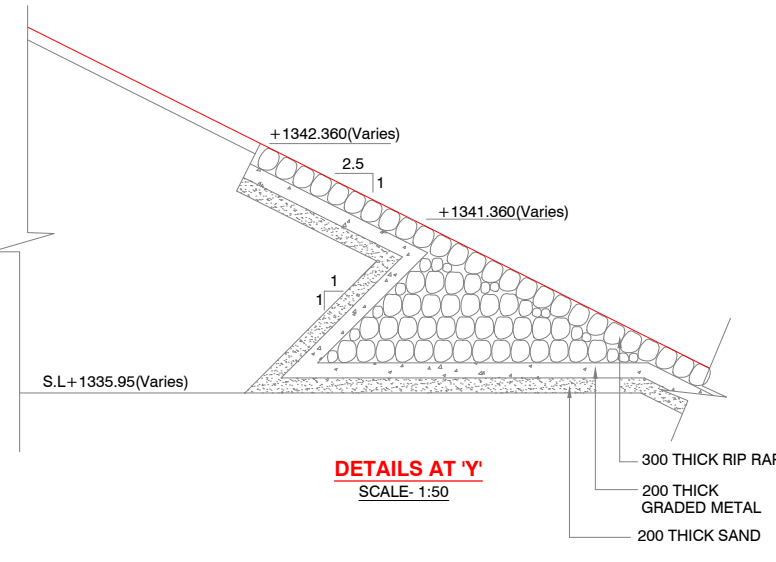 +1342.360(Varies)
2.5
1
+1341.360(Varies)
1
1
S.L+1335.95(Varies)
DETAILS AT 'Y'
SCALE- 1:50
300 THICK RIP RAP
200 THICK
GRADED METAL
200 THICK SAND